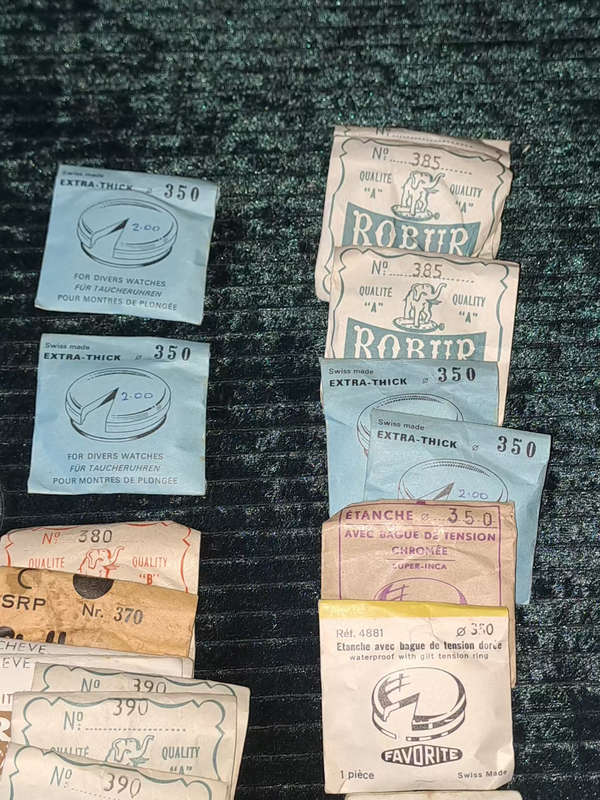 Swiss made
EXTRA-THICK ⌀ 350
2·00
FOR DIVERS WATCHES
FÜR TAUCHERUHREN
POUR MONTRES DE PLONGÉE
Swiss made
EXTRA-THICK ⌀ 350
2·00
FOR DIVERS WATCHES
FÜR TAUCHERUHREN
POUR MONTRES DE PLONGÉE
Nº 380
QUALITÉ QUALITY
"B"
SRP Nr. 370
Nº 390
Nº 390
QUALITY
"A"
Nº 390
Nº 385
QUALITÉ QUALITY
"A" "A"
ROBUR
Nº 385
QUALITÉ QUALITY
"A" "A"
ROBUR
Swiss made
EXTRA-THICK ⌀ 350
Swiss made
EXTRA-THICK ⌀ 350
2·00
ÉTANCHE ⌀ 350
AVEC BAGUE DE TENSION
CHROMÉE
SUPER-INCA
Réf. 4881 ⌀ 350
Etanche avec bague de tension dorée
waterproof with gilt tension ring
FAVORITE
1 pièce Swiss Made